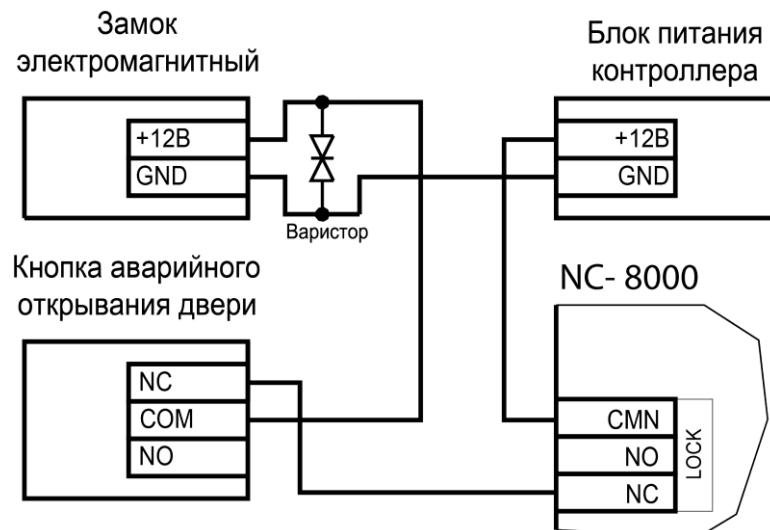 Замок
электромагнитный
+12В
GND
Варистор
Блок питания
контроллера
+12В
GND
Кнопка аварийного
открывания двери
NC
COM
NO
NC- 8000
CMN
NO
NC
LOCK